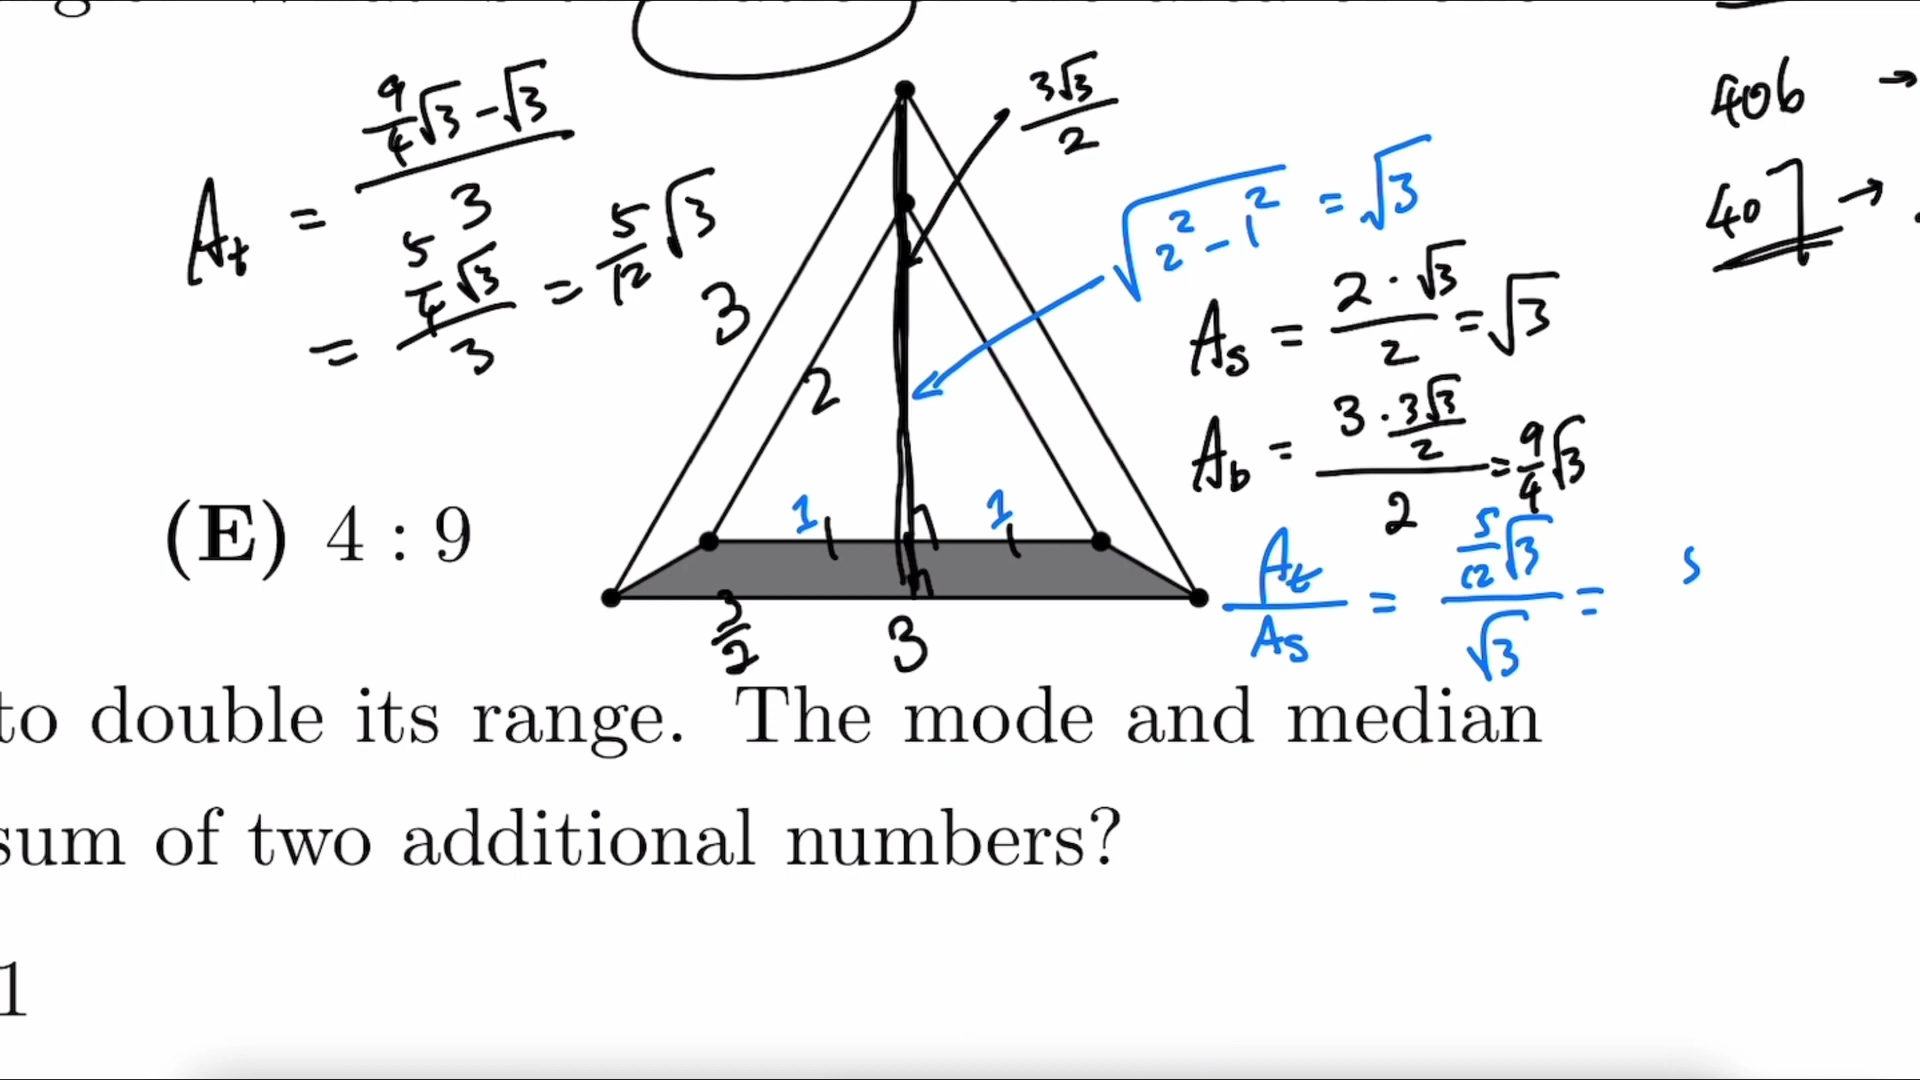 A_t = (9/4 √3 - √3)/3
= (5/4 √3)/3 = 5/12 √3
3√3/2
√(2² - 1²) = √3
406 →
407 →
A_s = (2 · √3)/2 = √3
A_b = (3 · 3√3/2)/2 = 9/4 √3
3
2
1 1
(E) 4 : 9
3/2 3
A_t/A_s = (5/12 √3)/√3 = 5
to double its range. The mode and median
sum of two additional numbers?
1